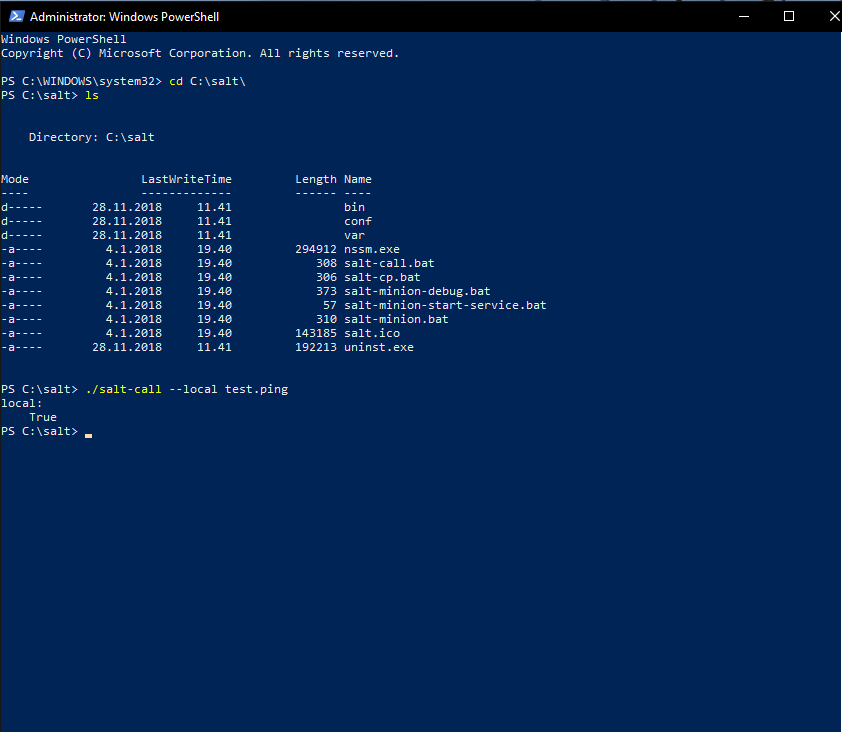 Administrator: Windows PowerShell
Windows PowerShell
Copyright (C) Microsoft Corporation. All rights reserved.
PS C:\WINDOWS\system32> cd C:\salt\
PS C:\salt> ls
Directory: C:\salt
Mode LastWriteTime Length Name
---- ------------- ------ ----
d----- 28.11.2018 11.41 bin
d----- 28.11.2018 11.41 conf
d----- 28.11.2018 11.41 var
-a---- 4.1.2018 19.40 294912 nssm.exe
-a---- 4.1.2018 19.40 308 salt-call.bat
-a---- 4.1.2018 19.40 306 salt-cp.bat
-a---- 4.1.2018 19.40 373 salt-minion-debug.bat
-a---- 4.1.2018 19.40 57 salt-minion-start-service.bat
-a---- 4.1.2018 19.40 310 salt-minion.bat
-a---- 4.1.2018 19.40 143185 salt.ico
-a---- 28.11.2018 11.41 192213 uninst.exe
PS C:\salt> ./salt-call --local test.ping
local:
True
PS C:\salt>